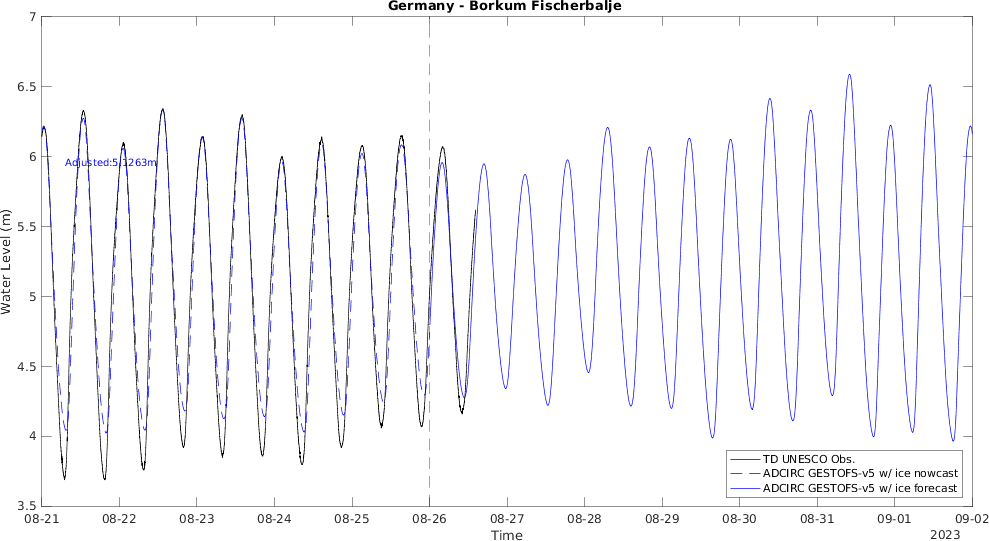 Germany - Borkum Fischerbalje
7
6.5
6
5.5
5
4.5
4
3.5
Water Level (m)
Adjusted:5.1263m
TD UNESCO Obs.
ADCIRC GESTOFS-v5 w/ ice nowcast
ADCIRC GESTOFS-v5 w/ ice forecast
08-21 08-22 08-23 08-24 08-25 08-26 08-27 08-28 08-29 08-30 08-31 09-01 09-02
Time
2023